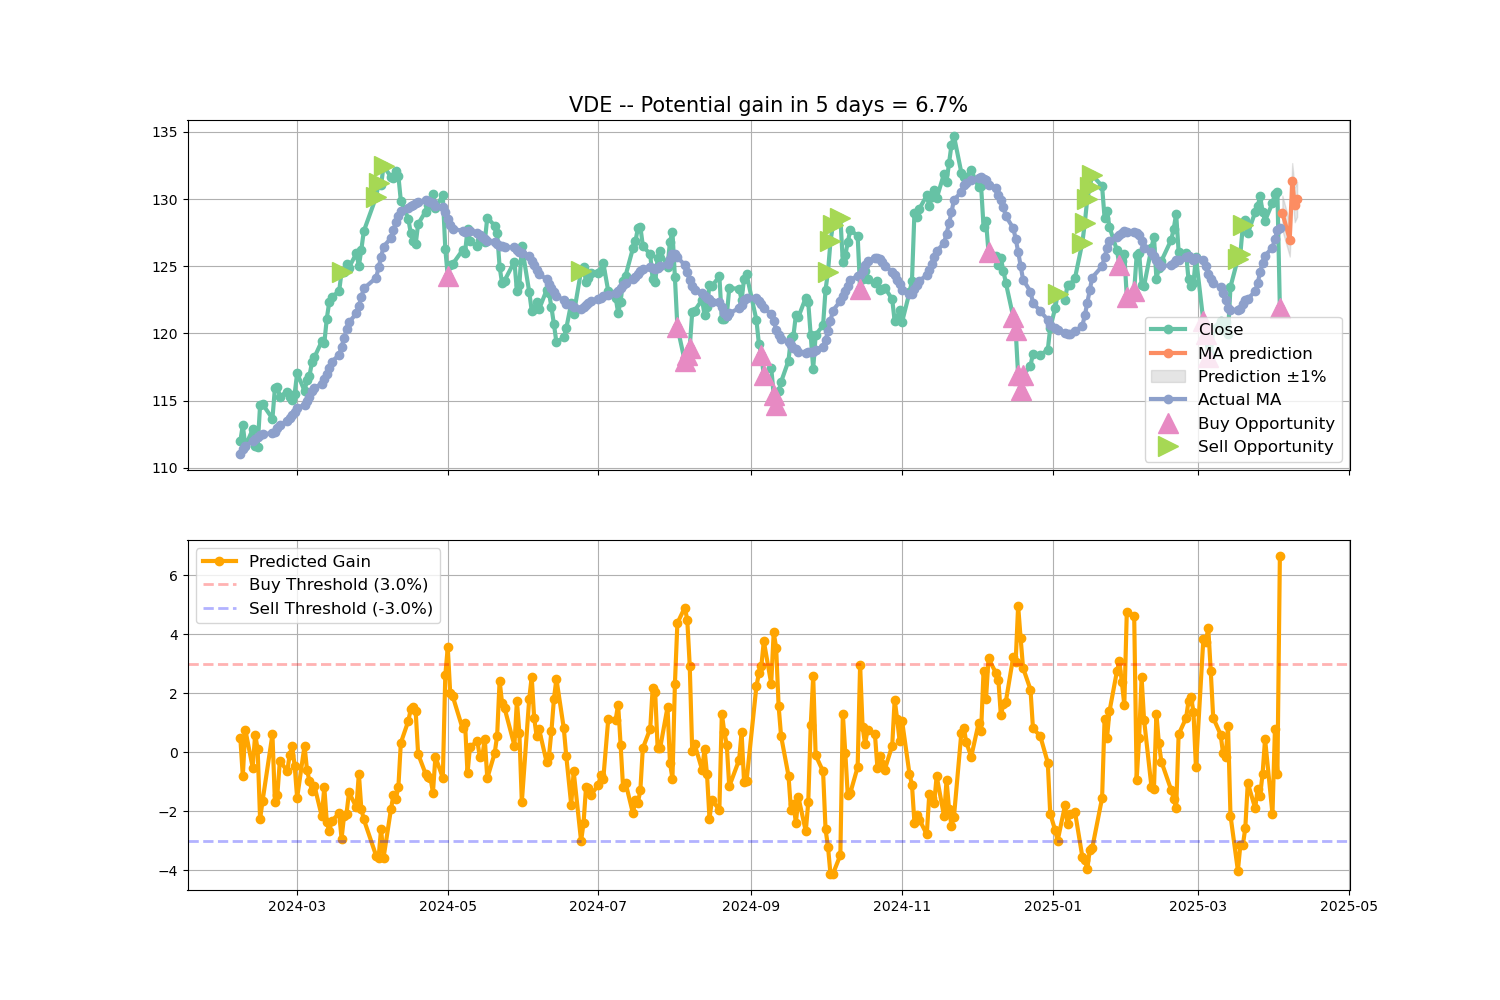 VDE -- Potential gain in 5 days = 6.7%
135
130
125
120
115
110
Close
MA prediction
Prediction ±1%
Actual MA
Buy Opportunity
Sell Opportunity
Predicted Gain
Buy Threshold (3.0%)
Sell Threshold (-3.0%)
6
4
2
0
−2
−4
2024-03
2024-05
2024-07
2024-09
2024-11
2025-01
2025-03
2025-05